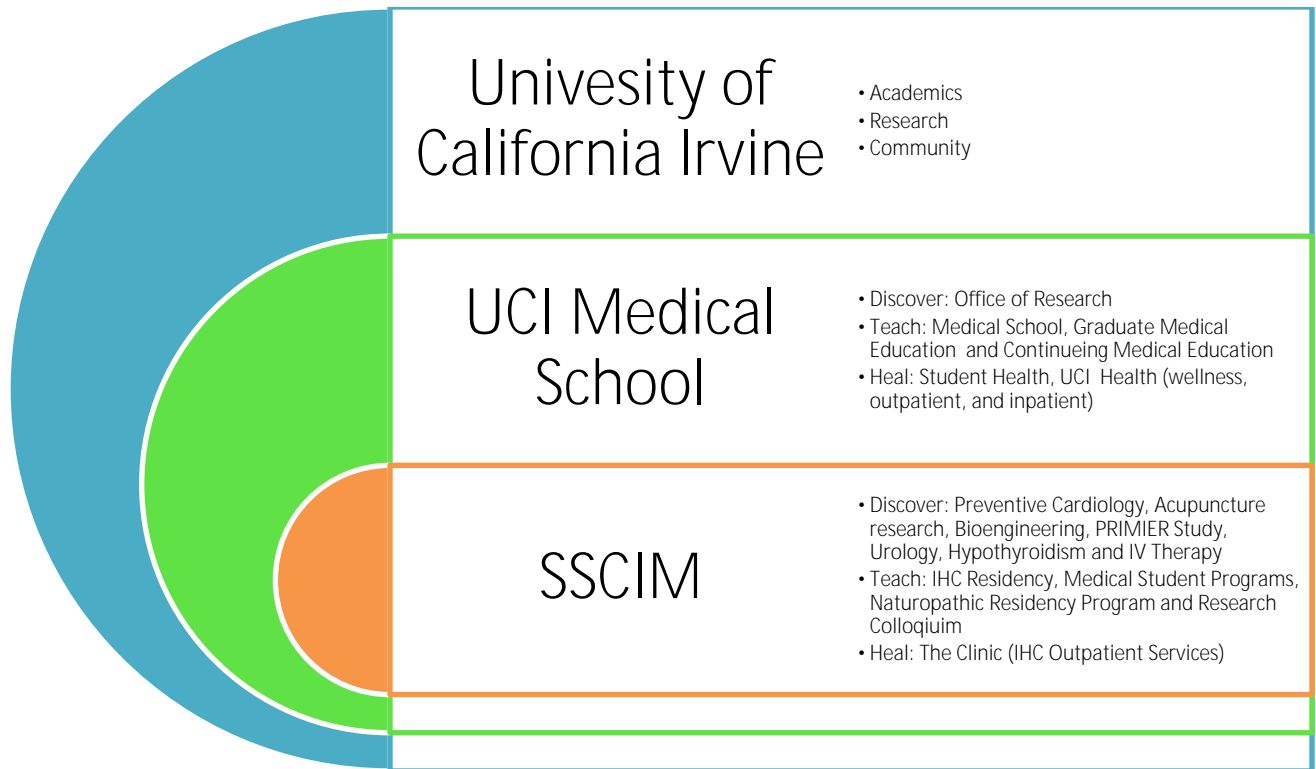 Univesity of
California Irvine
• Academics
• Research
• Community
UCI Medical
School
• Discover: Office of Research
• Teach: Medical School, Graduate Medical
Education and Continueing Medical Education
• Heal: Student Health, UCI Health (wellness,
outpatient, and inpatient)
SSCIM
• Discover: Preventive Cardiology, Acupuncture
research, Bioengineering, PRIMIER Study,
Urology, Hypothyroidism and IV Therapy
• Teach: IHC Residency, Medical Student Programs,
Naturopathic Residency Program and Research
Colloqiuim
• Heal: The Clinic (IHC Outpatient Services)